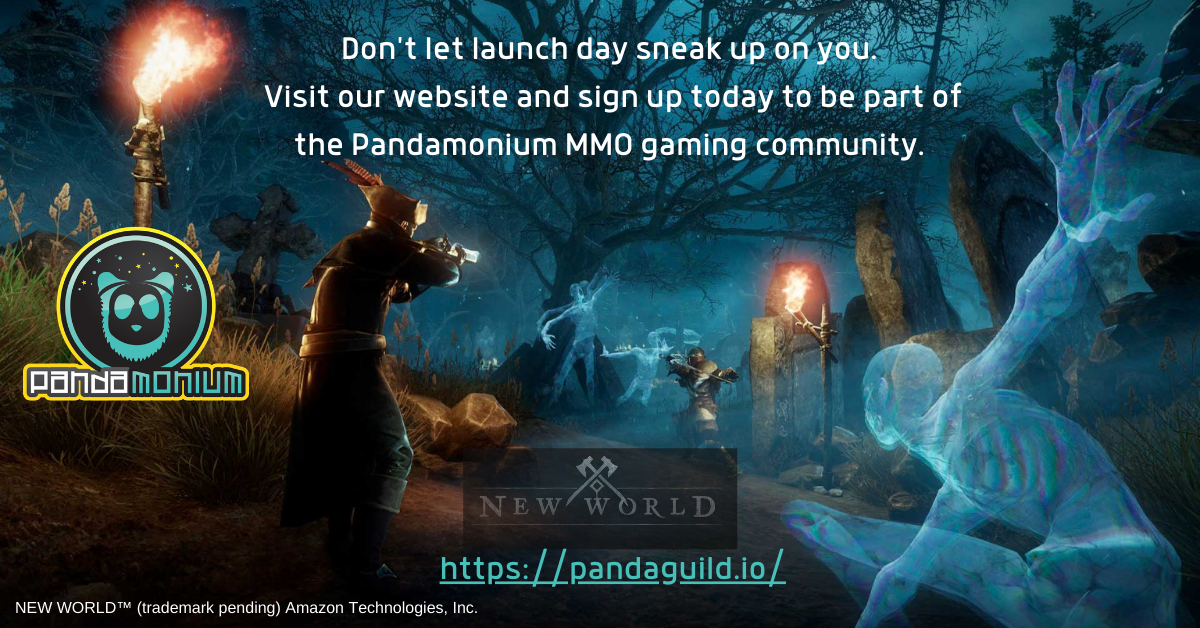 Don't let launch day sneak up on you.
Visit our website and sign up today to be part of
the Pandamonium MMO gaming community.
PANDAMONIUM
NEW WORLD
https://pandaguild.io/
NEW WORLD™ (trademark pending) Amazon Technologies, Inc.